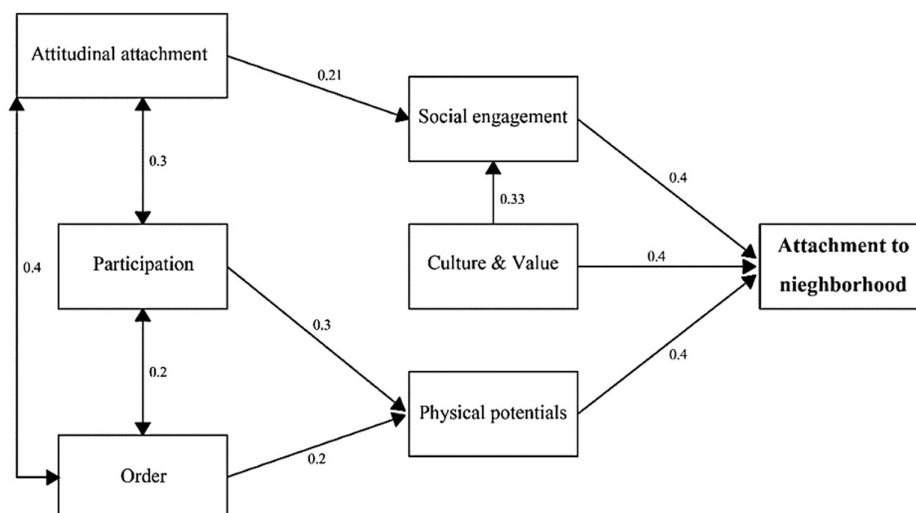 Attitudinal attachment
0.21
Social engagement
0.3
0.4
0.33
Participation
Culture & Value
0.4
Attachment to
nieghborhood
0.4
0.3
0.4
0.2
Physical potentials
Order
0.2